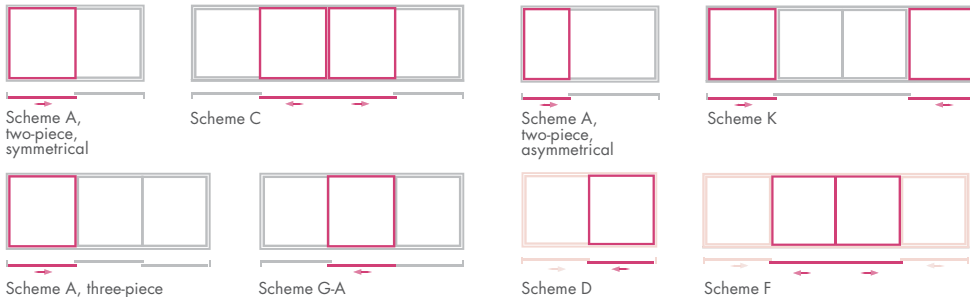 Scheme A,
two-piece,
symmetrical
Scheme C
Scheme A,
two-piece,
asymmetrical
Scheme K
Scheme A, three-piece
Scheme G-A
Scheme D
Scheme F